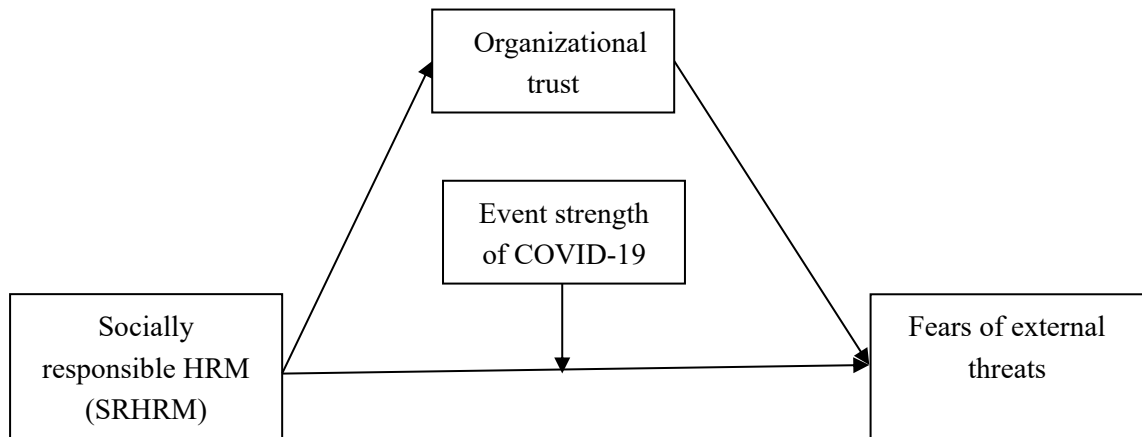 Organizational
trust
Event strength
of COVID-19
Socially
responsible HRM
(SRHRM)
Fears of external
threats